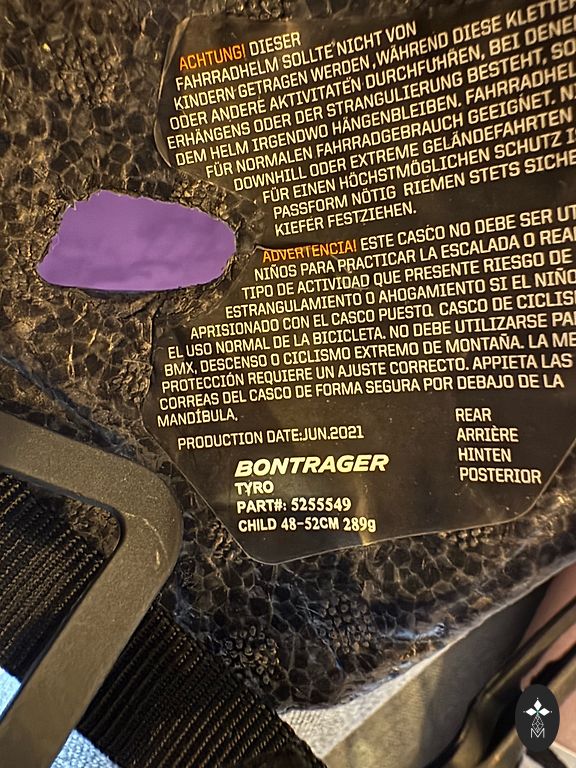 ACHTUNG! DIESER
FAHRRADHELM SOLLTE NICHT VON
KINDERN GETRAGEN WERDEN, WÄHREND DIESE KLETTER
ODER ANDERE AKTIVITÄTEN DURCHFÜHREN, BEI DENE
ERHÄNGENS ODER DER STRANGULIERUNG BESTEHT, SO
DEM HELM IRGENDWO HÄNGENBLEIBEN. FAHRRADHEL
FÜR NORMALEN FAHRRADGEBRAUCH GEEIGNET. NI
DOWNHILL ODER EXTREME GELÄNDEFAHRTEN
FÜR EINEN HÖCHSTMÖGLICHEN SCHUTZ IS
PASSFORM NÖTIG RIEMEN STETS SICHE
KIEFER FESTZIEHEN.
ADVERTENCIA! ESTE CASCO NO DEBE SER UT
NIÑOS PARA PRACTICAR LA ESCALADA O REA
TIPO DE ACTIVIDAD QUE PRESENTE RIESGO DE
ESTRANGULAMIENTO O AHOGAMIENTO SI EL NIÑO
APRISIONADO CON EL CASCO PUESTO. CASCO DE CICLIS
EL USO NORMAL DE LA BICICLETA. NO DEBE UTILIZARSE PA
BMX, DESCENSO O CICLISMO EXTREMO DE MONTAÑA. LA ME
PROTECCIÓN REQUIERE UN AJUSTE CORRECTO. APPIETA LAS
CORREAS DEL CASCO DE FORMA SEGURA POR DEBAJO DE LA
MANDÍBULA.
PRODUCTION DATE:JUN.2021
BONTRAGER
TYRO
PART#: 5255549
CHILD 48-52CM 289g
REAR
ARRIÈRE
HINTEN
POSTERIOR
M